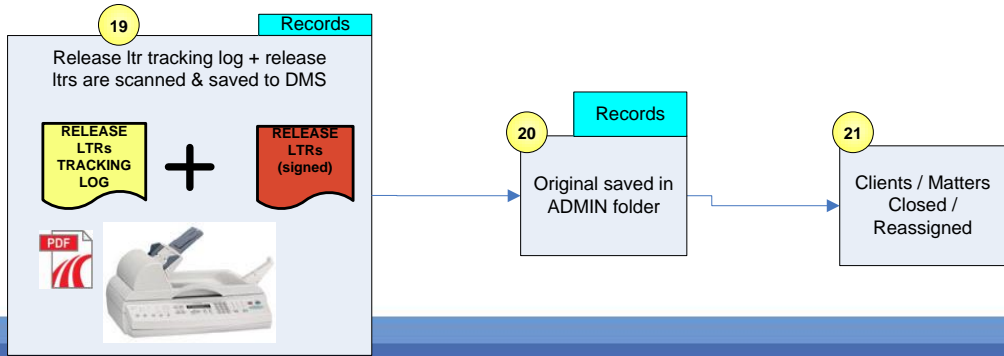 19
Records
Release ltr tracking log + release
ltrs are scanned & saved to DMS
RELEASE
LTRs
TRACKING
LOG
RELEASE
LTRs
(signed)
PDF
20
Records
Original saved in
ADMIN folder
21
Clients / Matters
Closed /
Reassigned